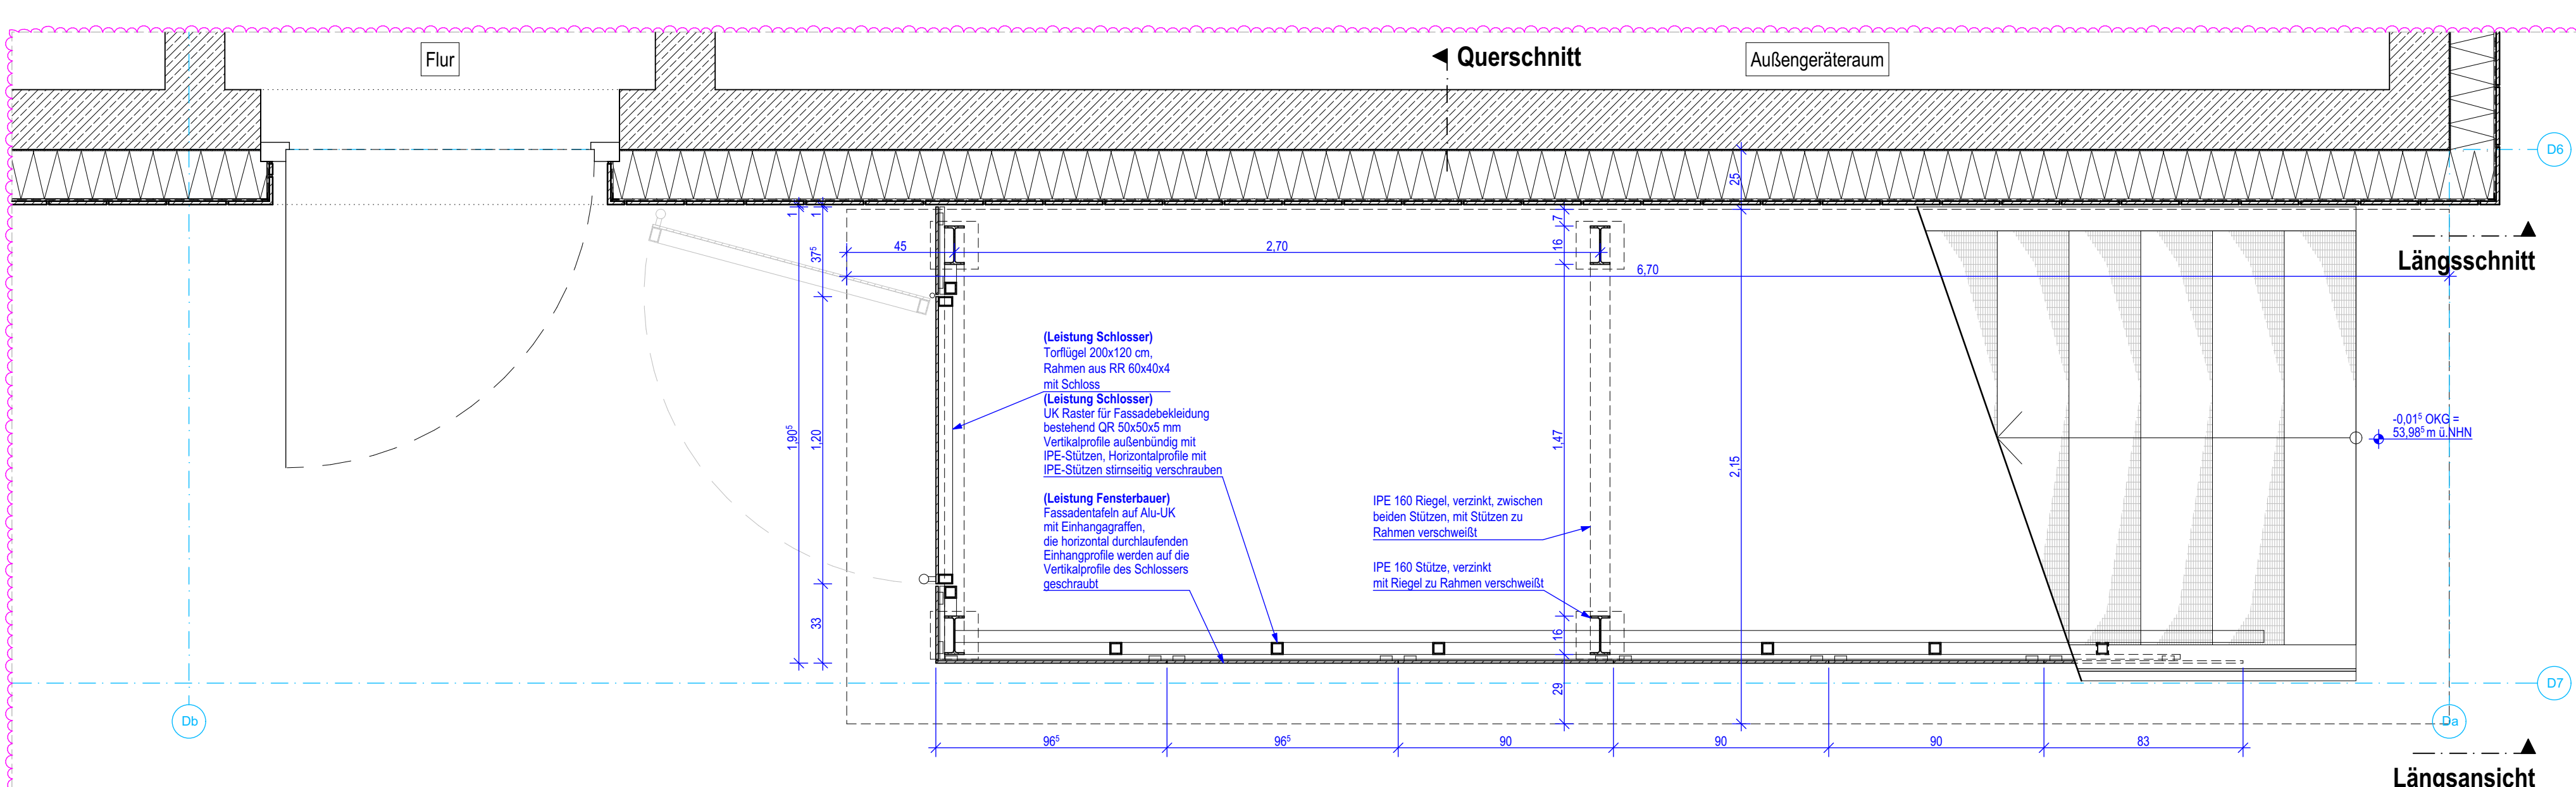 Flur
Querschnitt
Außengeräteraum
D6
25
1
1
7
Längsschnitt
37⁵
45
2,70
16
6,70
(Leistung Schlosser)
Torflügel 200x120 cm,
Rahmen aus RR 60x40x4
mit Schloss
(Leistung Schlosser)
UK Raster für Fassadebekleidung
bestehend QR 50x50x5 mm
Vertikalprofile außenbündig mit
IPE-Stützen, Horizontalprofile mit
IPE-Stützen stirnseitig verschrauben
(Leistung Fensterbauer)
Fassadentafeln auf Alu-UK
mit Einhangagraffen,
die horizontal durchlaufenden
Einhangprofile werden auf die
Vertikalprofile des Schlossers
geschraubt
1,90⁵
1,20
1,47
2,15
-0,01⁵ OKG =
53,98⁵ m ü.NHN
IPE 160 Riegel, verzinkt, zwischen
beiden Stützen, mit Stützen zu
Rahmen verschweißt
IPE 160 Stütze, verzinkt
mit Riegel zu Rahmen verschweißt
33
16
29
D7
Db
Da
96⁵
96⁵
90
90
90
83
Längsansicht